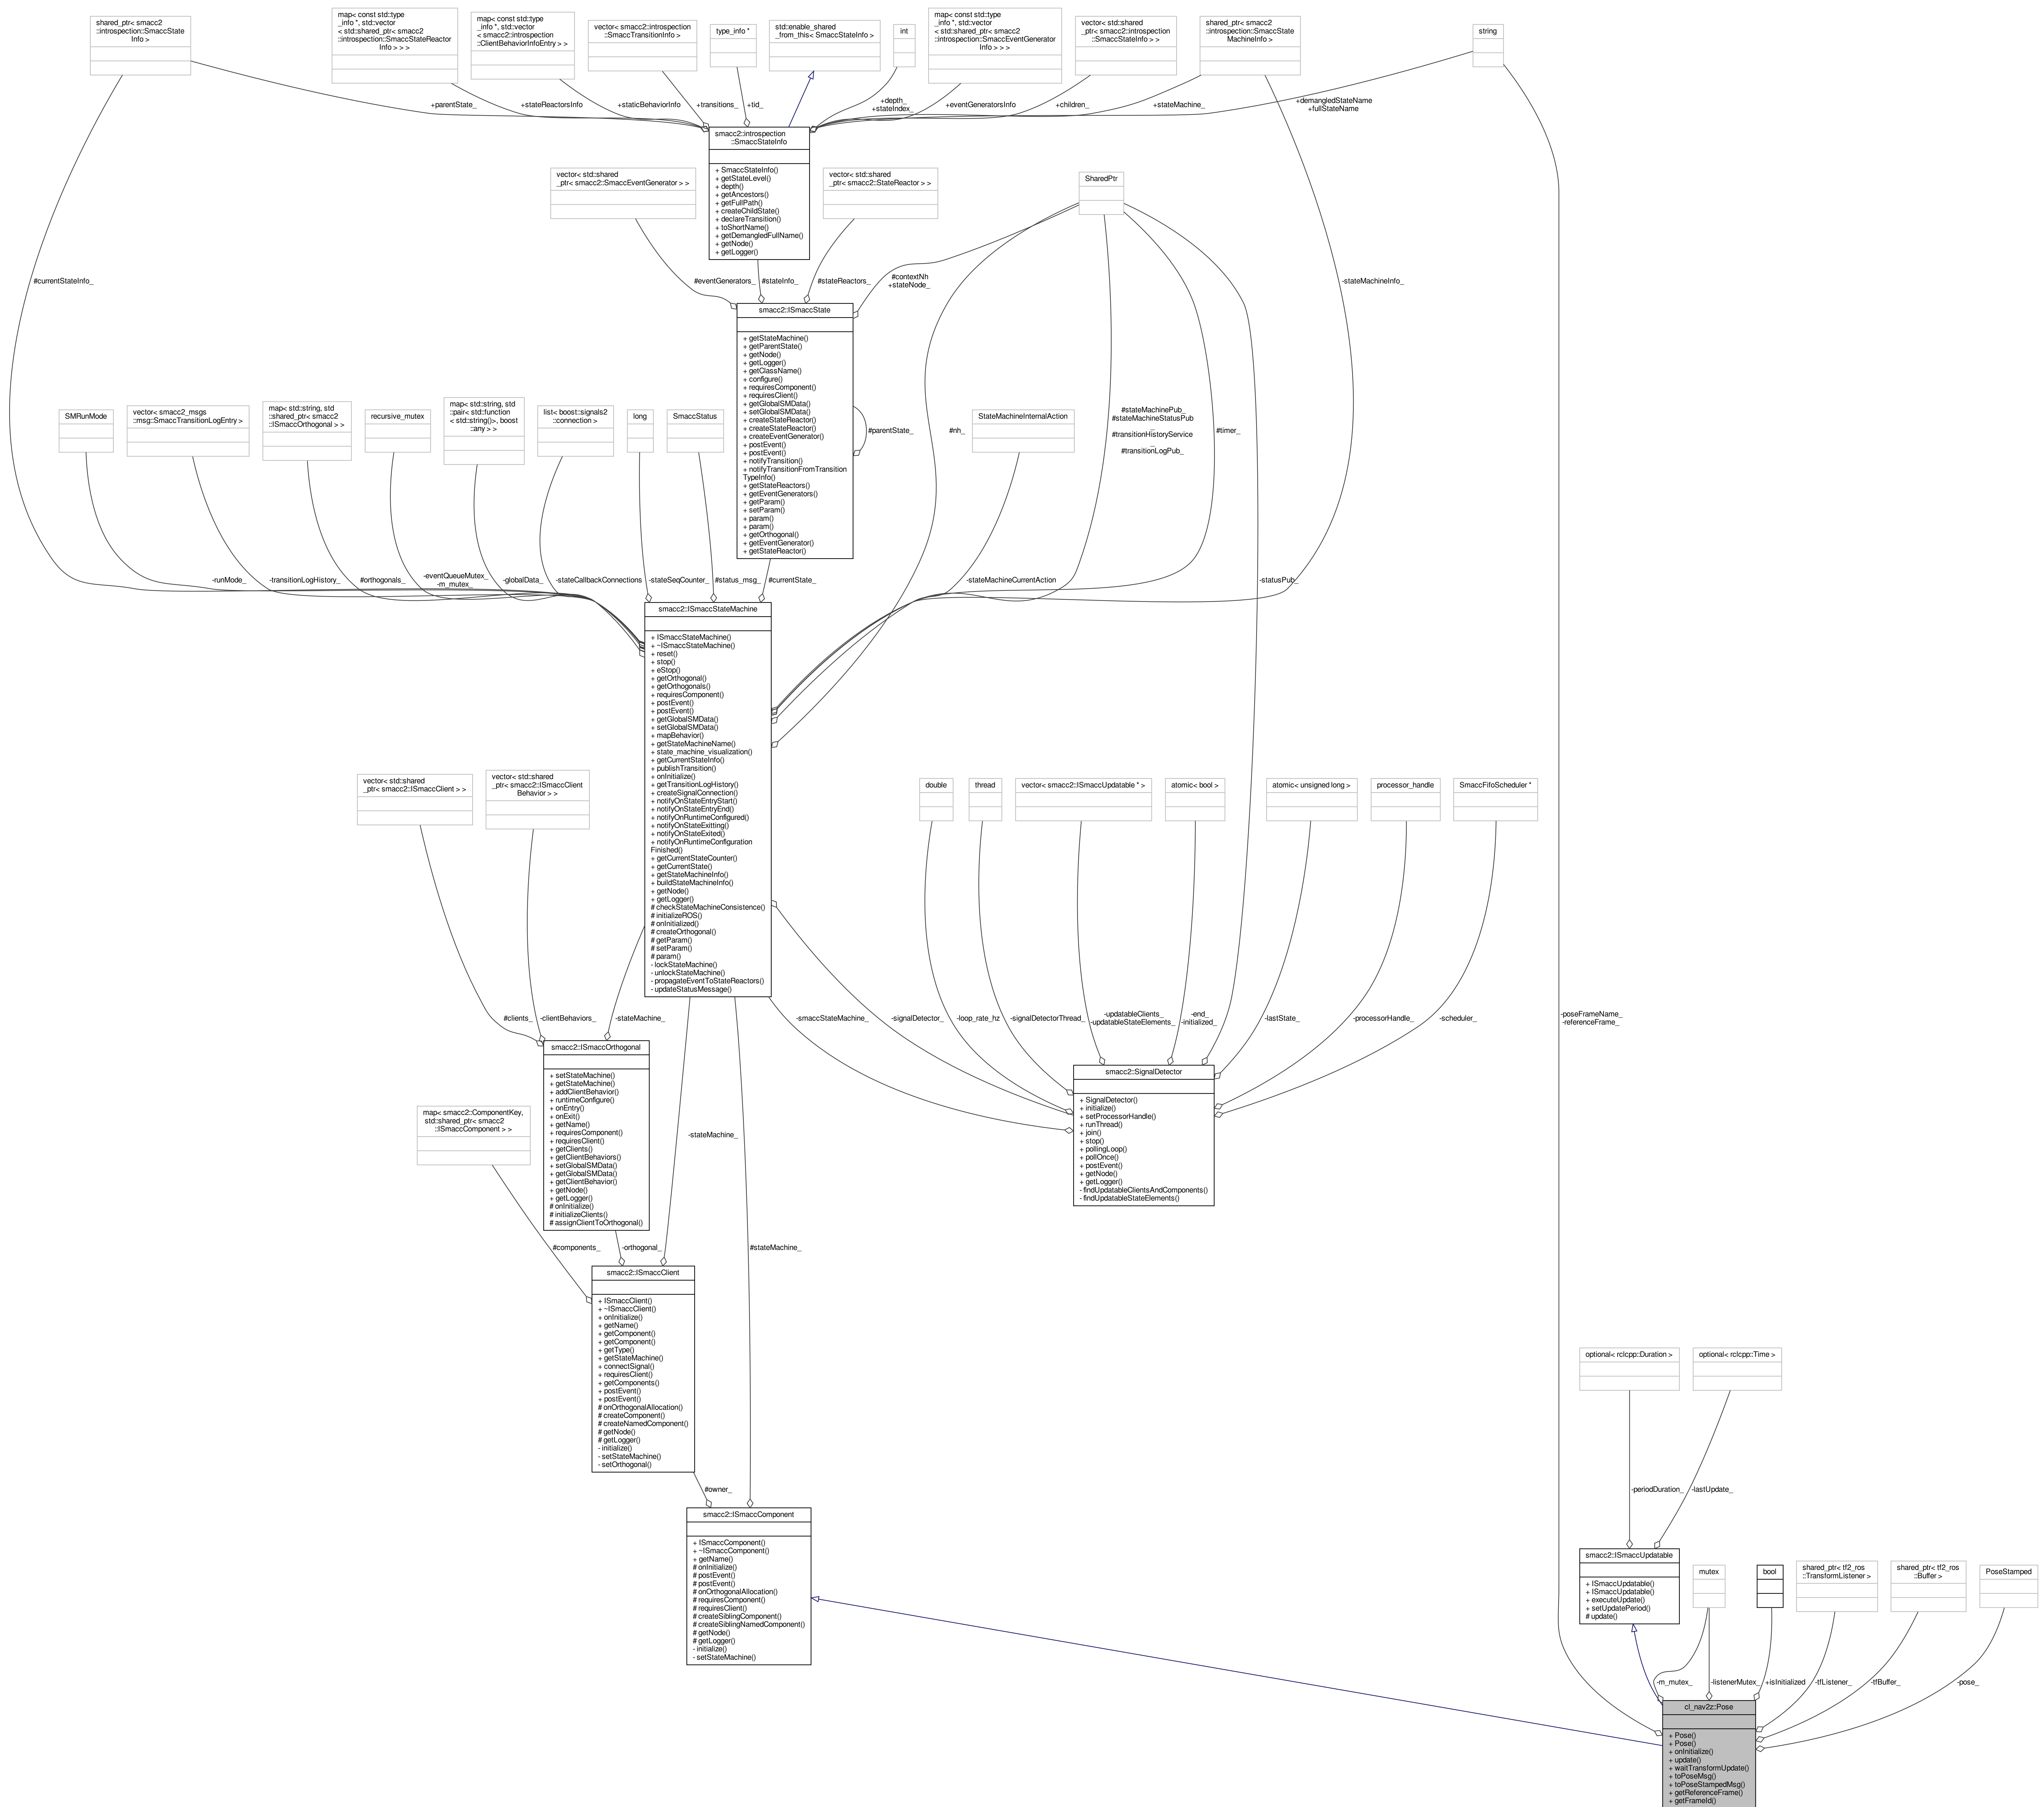 shared_ptr< smacc2
::introspection::SmaccState
Info >
map< const std::type
_info *, std::vector
< std::shared_ptr< smacc2
::introspection::SmaccStateReactor
Info > > >
map< const std::type
_info *, std::vector
< smacc2::introspection
::ClientBehaviorInfoEntry > >
vector< smacc2::introspection
::SmaccTransitionInfo >
type_info *
std::enable_shared
_from_this< SmaccStateInfo >
int
map< const std::type
_info *, std::vector
< std::shared_ptr< smacc2
::introspection::SmaccEventGenerator
Info > > >
vector< std::shared
_ptr< smacc2::introspection
::SmaccStateInfo > >
shared_ptr< smacc2
::introspection::SmaccState
MachineInfo >
string
+parentState_
+stateReactorsInfo
+staticBehaviorInfo
+transitions_
+tid_
+depth_
+stateIndex_
+eventGeneratorsInfo
+children_
+stateMachine_
+demangledStateName
+fullStateName
smacc2::introspection
::SmaccStateInfo
+ SmaccStateInfo()
+ getStateLevel()
+ depth()
+ getAncestors()
+ getFullPath()
+ createChildState()
+ declareTransition()
+ toShortName()
+ getDemangledFullName()
+ getNode()
+ getLogger()
vector< std::shared
_ptr< smacc2::SmaccEventGenerator > >
vector< std::shared
_ptr< smacc2::StateReactor > >
SharedPtr
#currentStateInfo_
#eventGenerators_
#stateInfo_
#stateReactors_
#contextNh
+stateNode_
-stateMachineInfo_
smacc2::ISmaccState
+ getStateMachine()
+ getParentState()
+ getNode()
+ getLogger()
+ getClassName()
+ configure()
+ requiresComponent()
+ requiresClient()
+ getGlobalSMData()
+ setGlobalSMData()
+ createStateReactor()
+ createStateReactor()
+ createEventGenerator()
+ postEvent()
+ postEvent()
+ notifyTransition()
+ notifyTransitionFromTransition
TypeInfo()
+ getStateReactors()
+ getEventGenerators()
+ getParam()
+ setParam()
+ param()
+ param()
+ getOrthogonal()
+ getEventGenerator()
+ getStateReactor()
#parentState_
SMRunMode
vector< smacc2_msgs
::msg::SmaccTransitionLogEntry >
map< std::string, std
::shared_ptr< smacc2
::ISmaccOrthogonal > >
recursive_mutex
map< std::string, std
::pair< std::function
< std::string()>, boost
::any > >
list< boost::signals2
::connection >
long
SmaccStatus
StateMachineInternalAction
#nh_
#stateMachinePub_
#stateMachineStatusPub
_
#transitionHistoryService
_
#transitionLogPub_
#timer_
-runMode_
-transitionLogHistory_
#orthogonals_
-eventQueueMutex_
-m_mutex_
-globalData_
-stateCallbackConnections
-stateSeqCounter_
#status_msg_
#currentState_
-stateMachineCurrentAction
-statusPub_
smacc2::ISmaccStateMachine
+ ISmaccStateMachine()
+ ~ISmaccStateMachine()
+ reset()
+ stop()
+ eStop()
+ getOrthogonal()
+ getOrthogonals()
+ requiresComponent()
+ postEvent()
+ postEvent()
+ getGlobalSMData()
+ setGlobalSMData()
+ mapBehavior()
+ getStateMachineName()
+ state_machine_visualization()
+ getCurrentStateInfo()
+ publishTransition()
+ onInitialize()
+ getTransitionLogHistory()
+ createSignalConnection()
+ notifyOnStateEntryStart()
+ notifyOnStateEntryEnd()
+ notifyOnRuntimeConfigured()
+ notifyOnStateExitting()
+ notifyOnStateExited()
+ notifyOnRuntimeConfiguration
Finished()
+ getCurrentStateCounter()
+ getCurrentState()
+ getStateMachineInfo()
+ buildStateMachineInfo()
+ getNode()
+ getLogger()
# checkStateMachineConsistence()
# initializeROS()
# onInitialized()
# createOrthogonal()
# getParam()
# setParam()
# param()
- lockStateMachine()
- unlockStateMachine()
- propagateEventToStateReactors()
- updateStatusMessage()
vector< std::shared
_ptr< smacc2::ISmaccClient > >
vector< std::shared
_ptr< smacc2::ISmaccClient
Behavior > >
double
thread
vector< smacc2::ISmaccUpdatable * >
atomic< bool >
atomic< unsigned long >
processor_handle
SmaccFifoScheduler *
#clients_
-clientBehaviors_
-stateMachine_
-smaccStateMachine_
-signalDetector_
-loop_rate_hz
-signalDetectorThread_
-updatableClients_
-updatableStateElements_
-end_
-initialized_
-lastState_
-processorHandle_
-scheduler_
-poseFrameName_
-referenceFrame_
smacc2::ISmaccOrthogonal
+ setStateMachine()
+ getStateMachine()
+ addClientBehavior()
+ runtimeConfigure()
+ onEntry()
+ onExit()
+ getName()
+ requiresComponent()
+ requiresClient()
+ getClients()
+ getClientBehaviors()
+ setGlobalSMData()
+ getGlobalSMData()
+ getClientBehavior()
+ getNode()
+ getLogger()
# onInitialize()
# initializeClients()
# assignClientToOrthogonal()
smacc2::SignalDetector
+ SignalDetector()
+ initialize()
+ setProcessorHandle()
+ runThread()
+ join()
+ stop()
+ pollingLoop()
+ pollOnce()
+ postEvent()
+ getNode()
+ getLogger()
- findUpdatableClientsAndComponents()
- findUpdatableStateElements()
map< smacc2::ComponentKey,
std::shared_ptr< smacc2
::ISmaccComponent > >
-stateMachine_
#components_
-orthogonal_
#stateMachine_
smacc2::ISmaccClient
+ ISmaccClient()
+ ~ISmaccClient()
+ onInitialize()
+ getName()
+ getComponent()
+ getComponent()
+ getType()
+ getStateMachine()
+ connectSignal()
+ requiresClient()
+ getComponents()
+ postEvent()
+ postEvent()
# onOrthogonalAllocation()
# createComponent()
# createNamedComponent()
# getNode()
# getLogger()
- initialize()
- setStateMachine()
- setOrthogonal()
#owner_
smacc2::ISmaccComponent
+ ISmaccComponent()
+ ~ISmaccComponent()
+ getName()
# onInitialize()
# postEvent()
# postEvent()
# onOrthogonalAllocation()
# requiresComponent()
# requiresClient()
# createSiblingComponent()
# createSiblingNamedComponent()
# getNode()
# getLogger()
- initialize()
- setStateMachine()
optional< rclcpp::Duration >
optional< rclcpp::Time >
-periodDuration_
-lastUpdate_
smacc2::ISmaccUpdatable
+ ISmaccUpdatable()
+ ISmaccUpdatable()
+ executeUpdate()
+ setUpdatePeriod()
# update()
mutex
bool
shared_ptr< tf2_ros
::TransformListener >
shared_ptr< tf2_ros
::Buffer >
PoseStamped
-m_mutex_
-listenerMutex_
+isInitialized
-tfListener_
-tfBuffer_
-pose_
cl_nav2z::Pose
+ Pose()
+ Pose()
+ onInitialize()
+ update()
+ waitTransformUpdate()
+ toPoseMsg()
+ toPoseStampedMsg()
+ getReferenceFrame()
+ getFrameId()